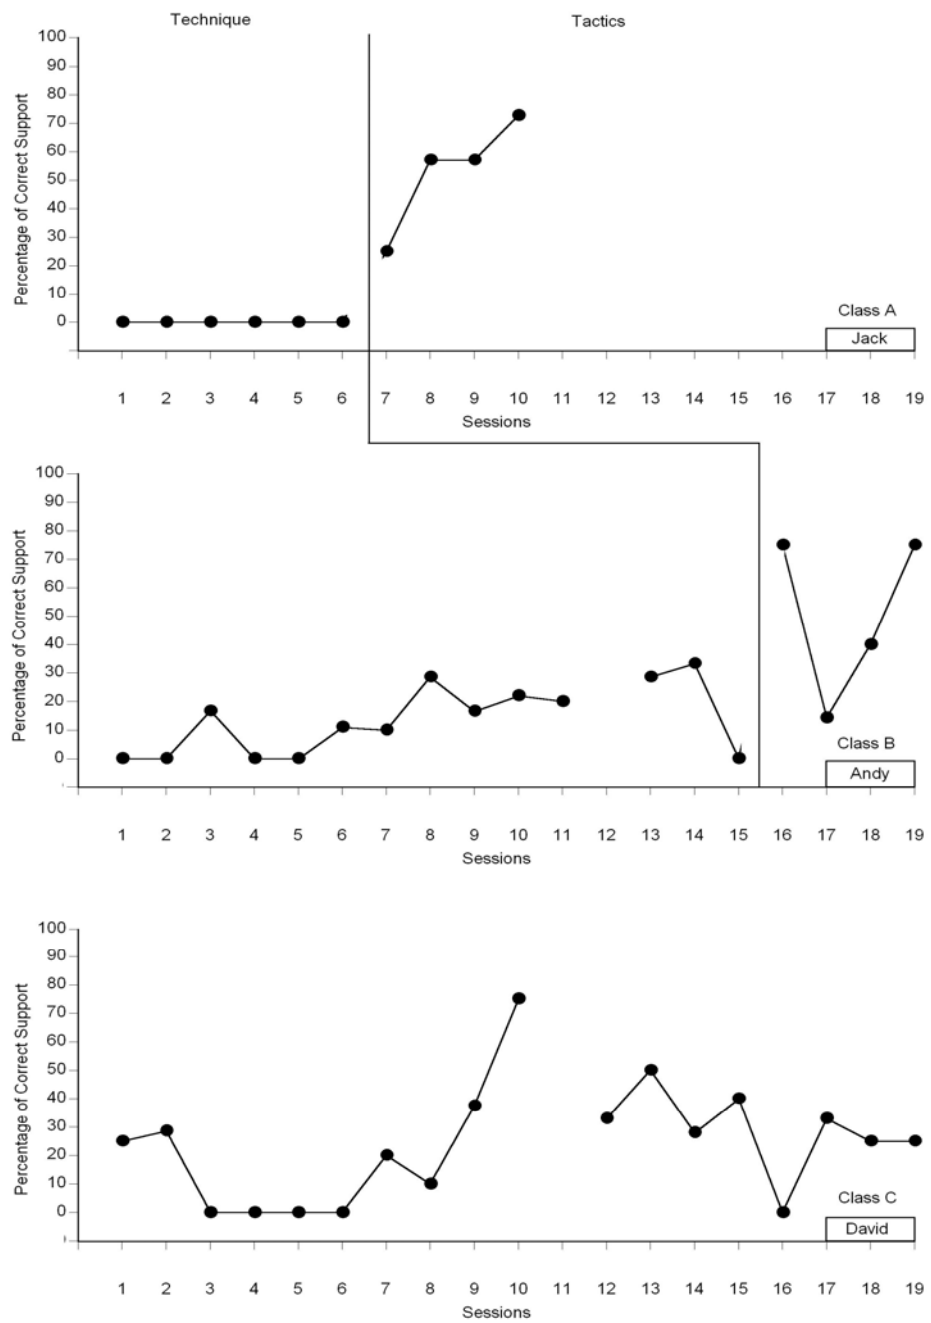 Technique Tactics
Percentage of Correct Support
100
90
80
70
60
50
40
30
20
10
0
Class A
Jack
1 2 3 4 5 6 7 8 9 10 11 12 13 14 15 16 17 18 19
Sessions
Percentage of Correct Support
100
90
80
70
60
50
40
30
20
10
0
Class B
Andy
1 2 3 4 5 6 7 8 9 10 11 12 13 14 15 16 17 18 19
Sessions
Percentage of Correct Support
100
90
80
70
60
50
40
30
20
10
0
Class C
David
1 2 3 4 5 6 7 8 9 10 11 12 13 14 15 16 17 18 19
Sessions